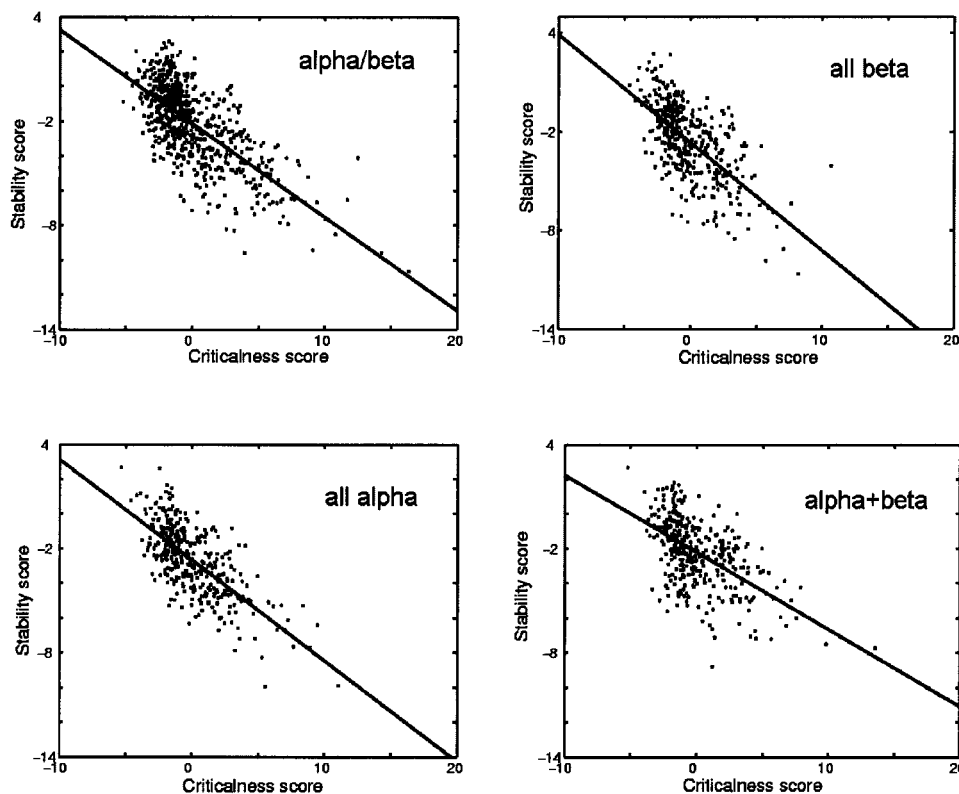 4
alpha/beta
Stability score
−2
−8
−14
−10
0
10
20
Criticalness score
4
all beta
Stability score
−2
−8
−14
−10
0
10
20
Criticalness score
4
all alpha
Stability score
−2
−8
−14
−10
0
10
20
Criticalness score
4
alpha+beta
Stability score
−2
−8
−14
−10
0
10
20
Criticalness score